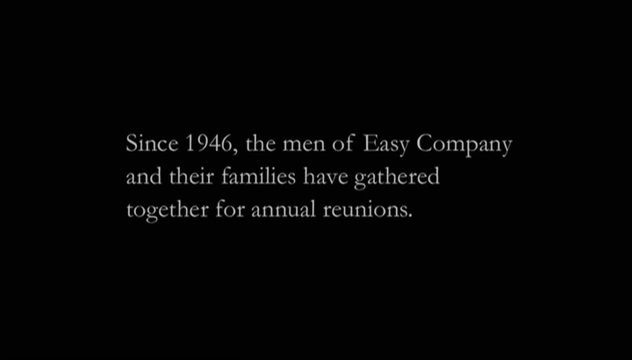 Since 1946, the men of Easy Company
and their families have gathered
together for annual reunions.